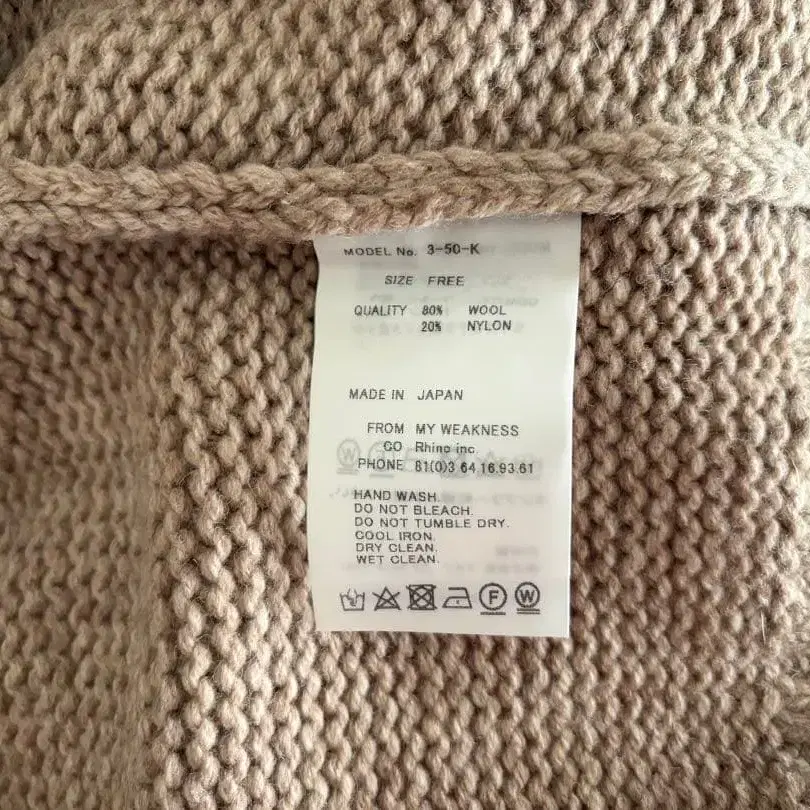 MODEL No. 3-50-K
SIZE FREE
QUALITY 80% WOOL
20% NYLON
MADE IN JAPAN
FROM MY WEAKNESS
CO Rhino inc
PHONE 81(0)3 64.16.93.61
HAND WASH.
DO NOT BLEACH.
DO NOT TUMBLE DRY.
COOL IRON.
DRY CLEAN.
WET CLEAN.
F W